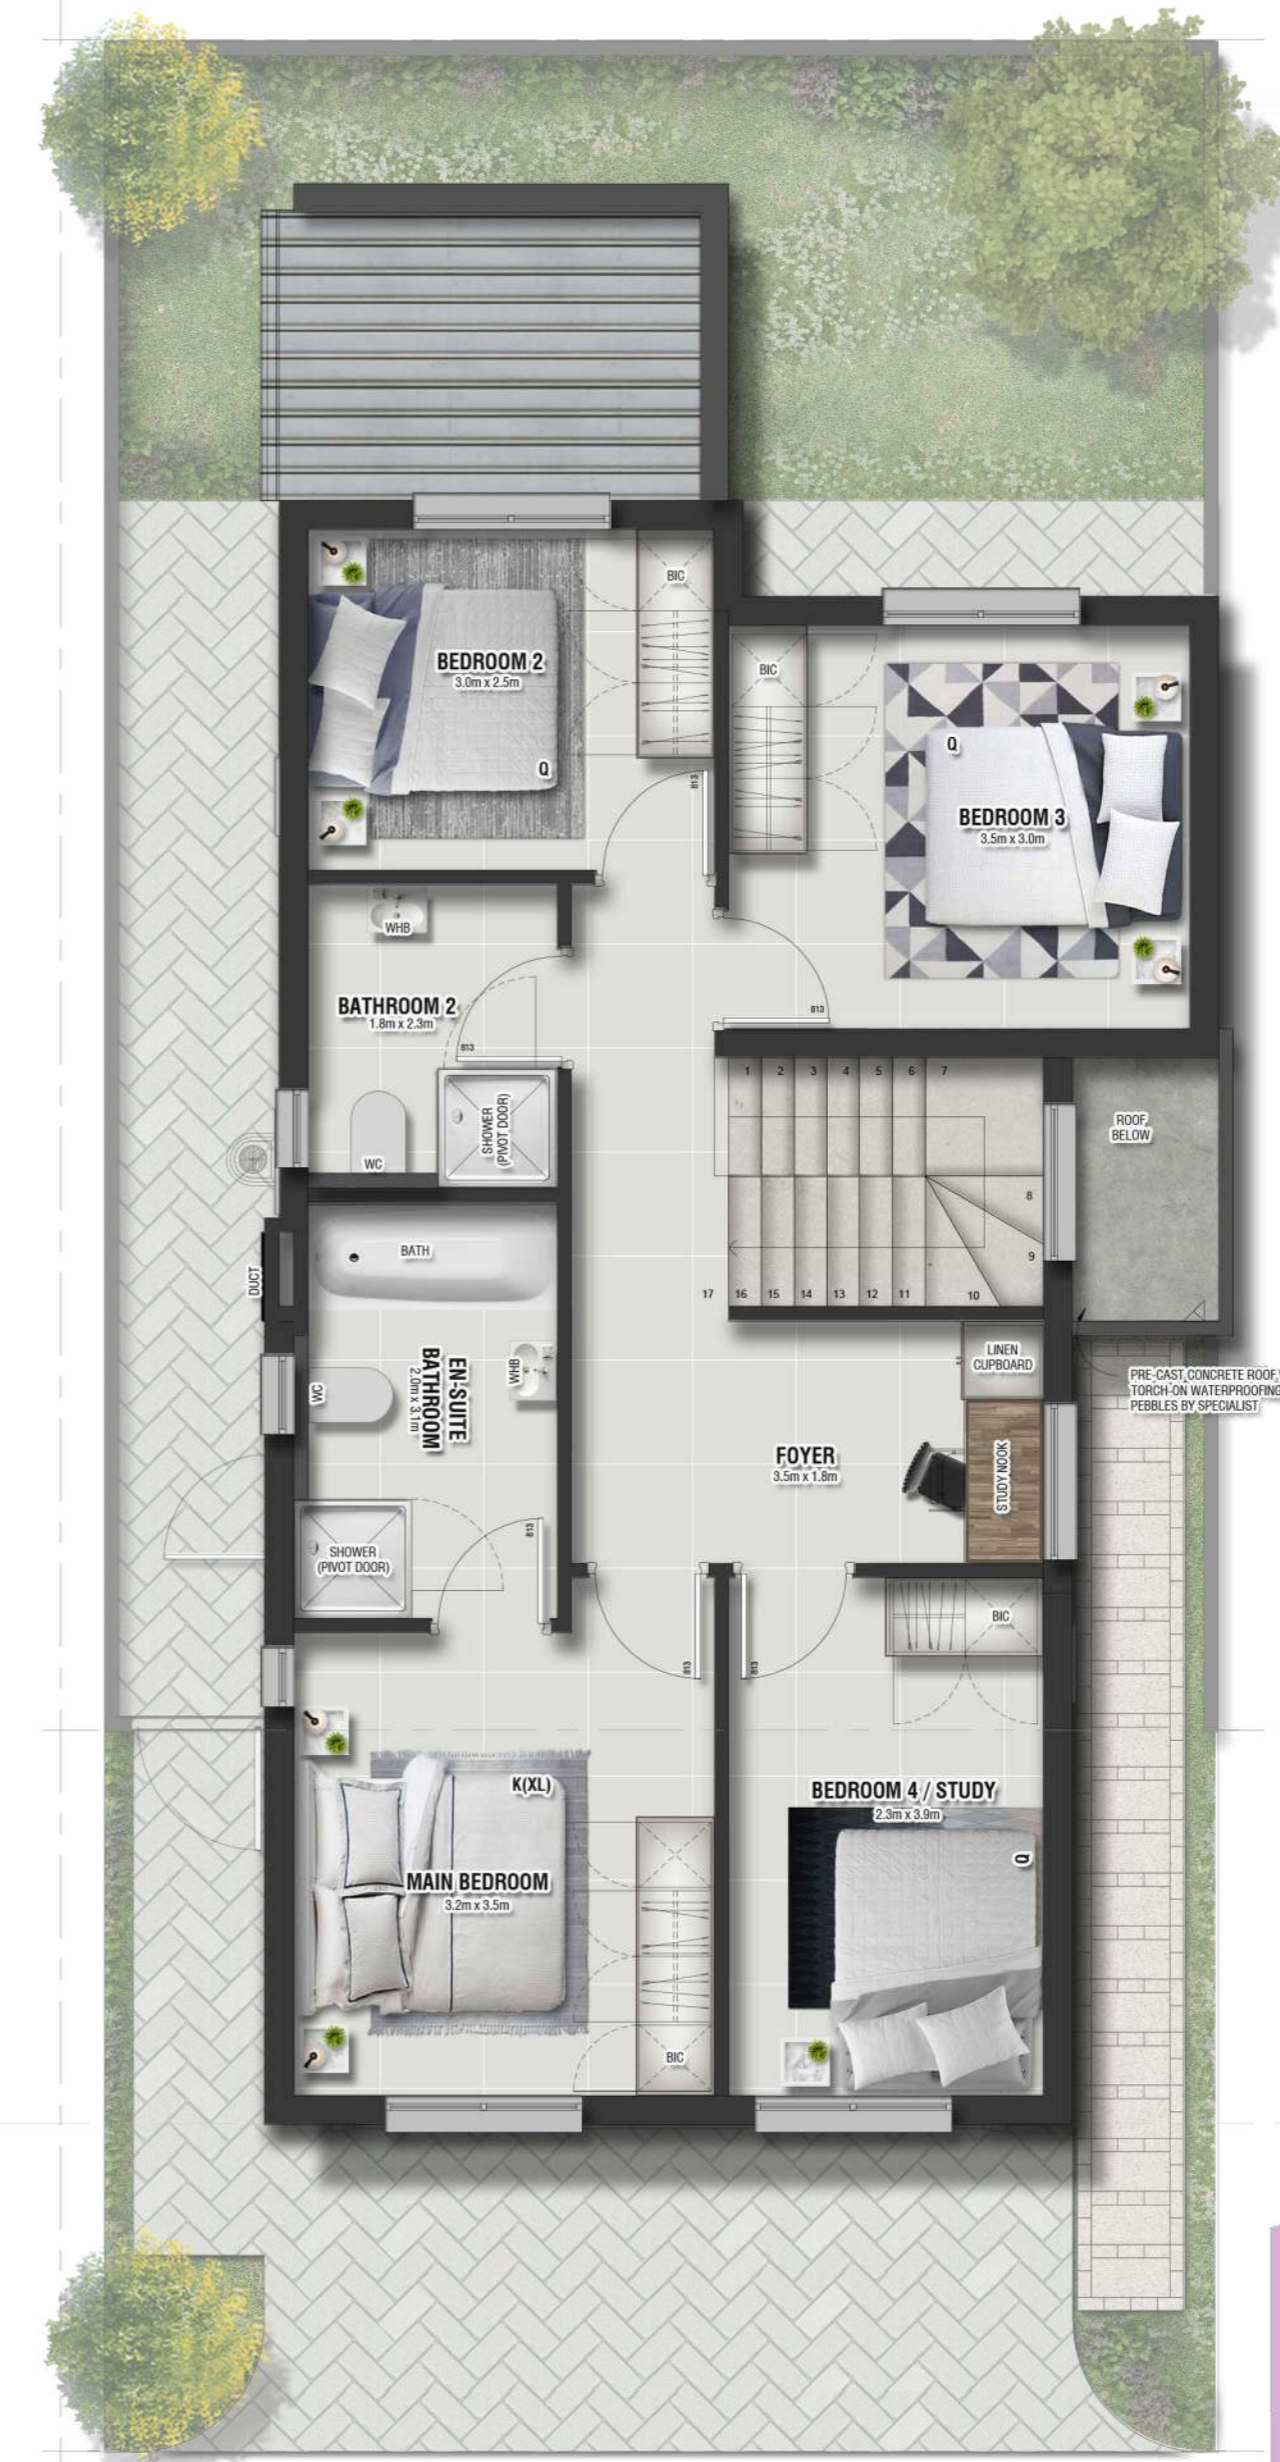 BIC
BEDROOM 2
3.0m x 2.5m
Q
813
BIC
Q
BEDROOM 3
3.5m x 3.0m
813
WHB
BATHROOM 2
1.8m x 2.3m
813
SHOWER
(PIVOT DOOR)
WC
1 2 3 4 5 6 7
8
9
17 16 15 14 13 12 11 10
ROOF
BELOW
BATH
DUCT
EN-SUITE
BATHROOM
2.0m x 3.1m
WHB
WC
SHOWER
(PIVOT DOOR)
813
LINEN
CUPBOARD
PRE-CAST CONCRETE ROOF
TORCH-ON WATERPROOFING
PEBBLES BY SPECIALIST
FOYER
3.5m x 1.8m
STUDY NOOK
813
813
BIC
K(XL)
MAIN BEDROOM
3.2m x 3.5m
BIC
BEDROOM 4 / STUDY
2.3m x 3.9m
Q